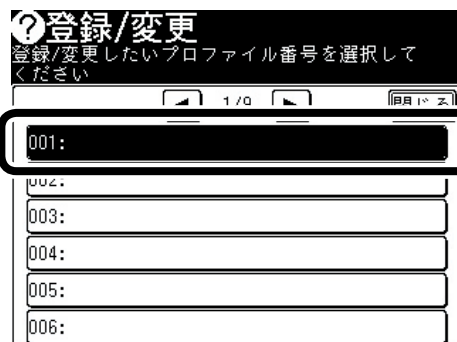 ?登録/変更
登録/変更したいプロファイル番号を選択して
ください
◀ 1/9 ▶ 閉じる
001:
002:
003:
004:
005:
006: